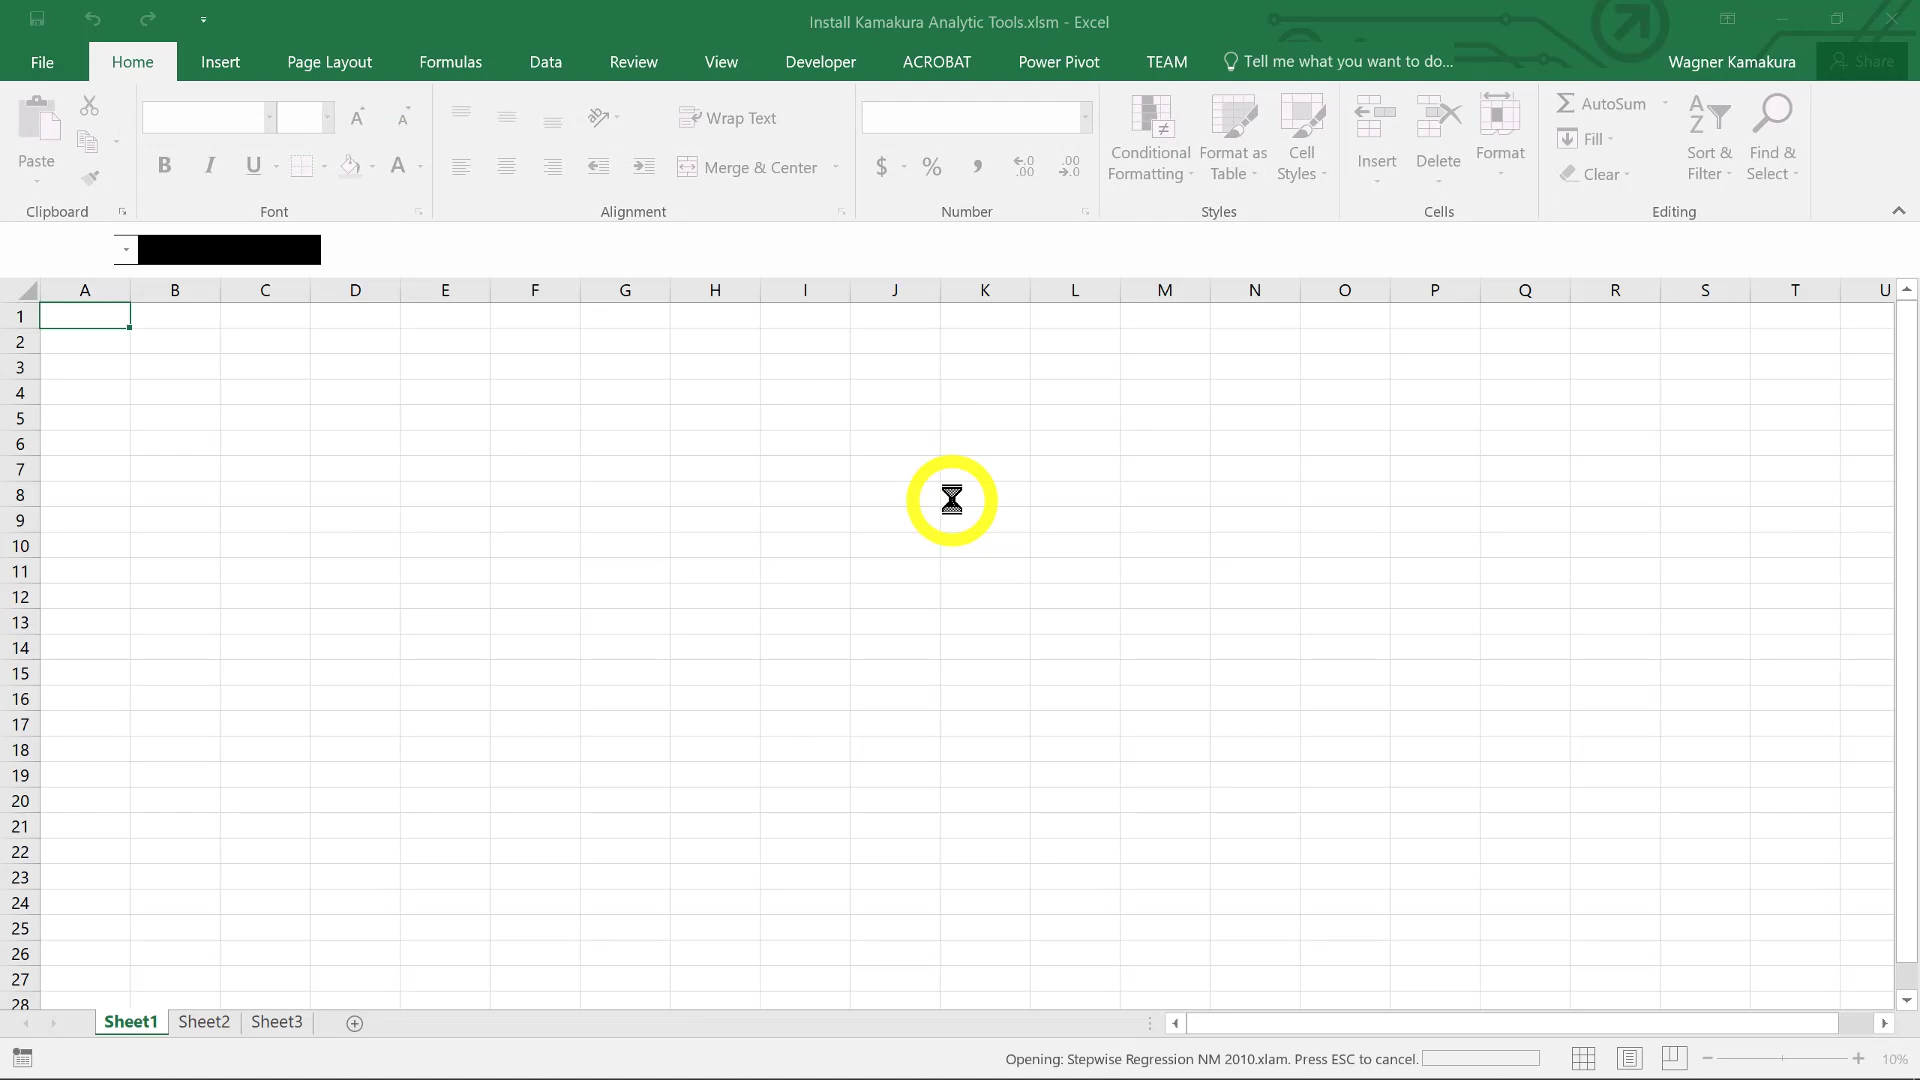 Install Kamakura Analytic Tools.xlsm - Excel
File Home Insert Page Layout Formulas Data Review View Developer ACROBAT Power Pivot TEAM Tell me what you want to do... Wagner Kamakura Share
Paste
B I U A
Wrap Text
Merge & Center
$ % , .00 .00
Conditional Formatting
Format as Table
Cell Styles
Insert
Delete
Format
AutoSum
Fill
Clear
Sort & Filter
Find & Select
Clipboard Font Alignment Number Styles Cells Editing
A B C D E F G H I J K L M N O P Q R S T U
1
2
3
4
5
6
7
8
9
10
11
12
13
14
15
16
17
18
19
20
21
22
23
24
25
26
27
28
Sheet1 Sheet2 Sheet3
Opening: Stepwise Regression NM 2010.xlam. Press ESC to cancel. 10%